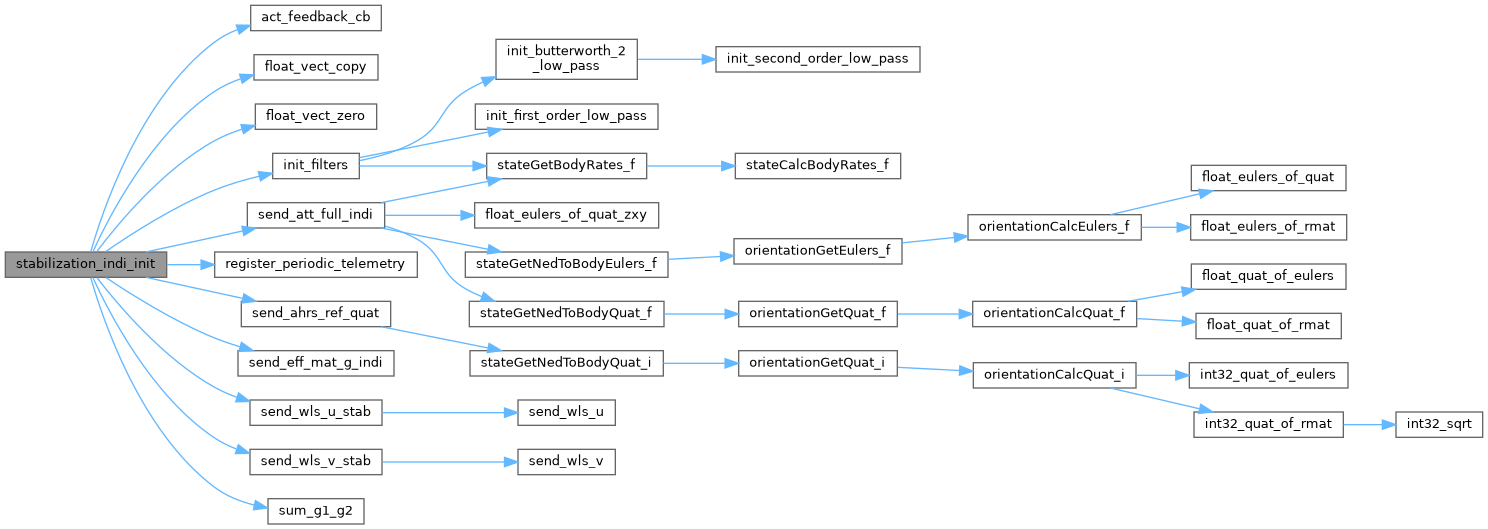 stabilization_indi_init
act_feedback_cb
float_vect_copy
float_vect_zero
init_filters
send_att_full_indi
register_periodic_telemetry
send_ahrs_ref_quat
send_eff_mat_g_indi
send_wls_u_stab
send_wls_v_stab
sum_g1_g2
init_butterworth_2
_low_pass
init_first_order_low_pass
stateGetBodyRates_f
float_eulers_of_quat_zxy
stateGetNedToBodyEulers_f
stateGetNedToBodyQuat_f
stateGetNedToBodyQuat_i
send_wls_u
send_wls_v
init_second_order_low_pass
stateCalcBodyRates_f
orientationGetEulers_f
orientationGetQuat_f
orientationGetQuat_i
orientationCalcEulers_f
orientationCalcQuat_f
orientationCalcQuat_i
float_eulers_of_quat
float_eulers_of_rmat
float_quat_of_eulers
float_quat_of_rmat
int32_quat_of_eulers
int32_quat_of_rmat
int32_sqrt